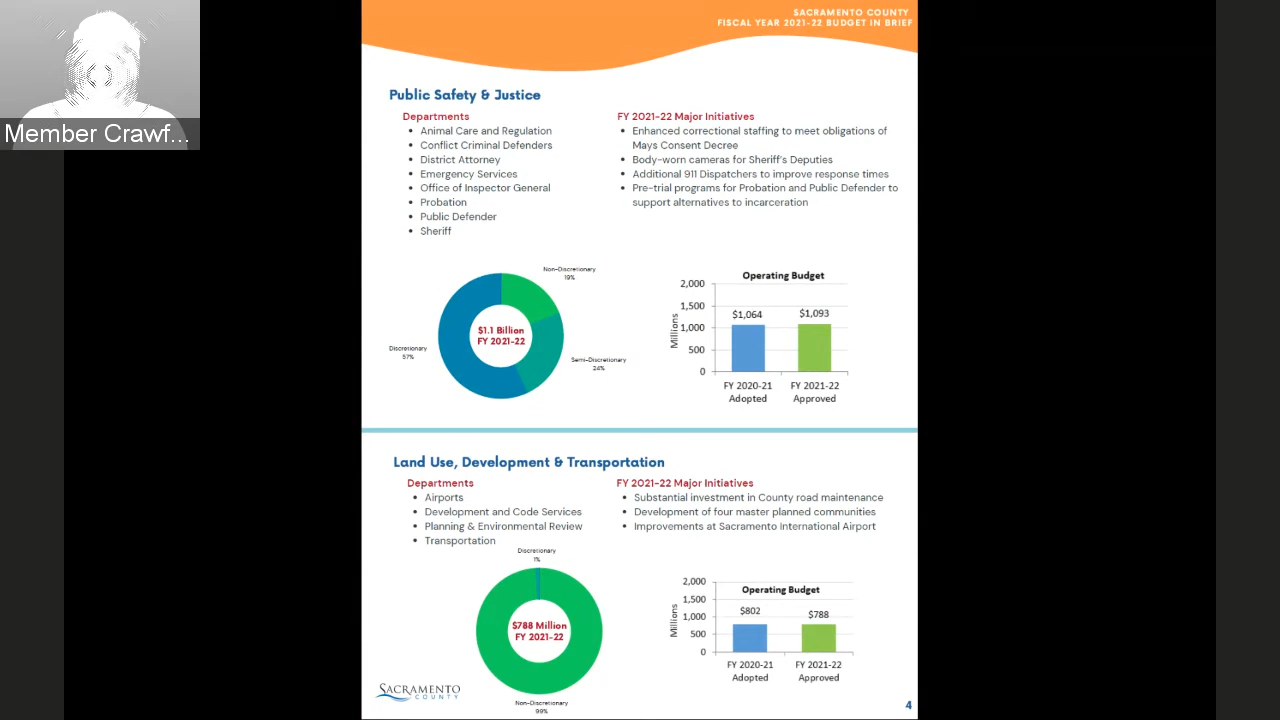 SACRAMENTO COUNTY
FISCAL YEAR 2021-22 BUDGET IN BRIEF
Member Crawf...
Public Safety & Justice
Departments
• Animal Care and Regulation
• Conflict Criminal Defenders
• District Attorney
• Emergency Services
• Office of Inspector General
• Probation
• Public Defender
• Sheriff
FY 2021-22 Major Initiatives
• Enhanced correctional staffing to meet obligations of
Mays Consent Decree
• Body-worn cameras for Sheriff's Deputies
• Additional 911 Dispatchers to improve response times
• Pre-trial programs for Probation and Public Defender to
support alternatives to incarceration
Non-Discretionary
19%
$1.1 Billion
FY 2021-22
Discretionary
57%
Semi-Discretionary
24%
Operating Budget
2,000
1,500
1,000
500
0
Millions
$1,064
$1,093
FY 2020-21
Adopted
FY 2021-22
Approved
Land Use, Development & Transportation
Departments
• Airports
• Development and Code Services
• Planning & Environmental Review
• Transportation
FY 2021-22 Major Initiatives
• Substantial investment in County road maintenance
• Development of four master planned communities
• Improvements at Sacramento International Airport
Discretionary
1%
$788 Million
FY 2021-22
Non-Discretionary
99%
Operating Budget
2,000
1,500
1,000
500
0
Millions
$802
$788
FY 2020-21
Adopted
FY 2021-22
Approved
SACRAMENTO
COUNTY
4